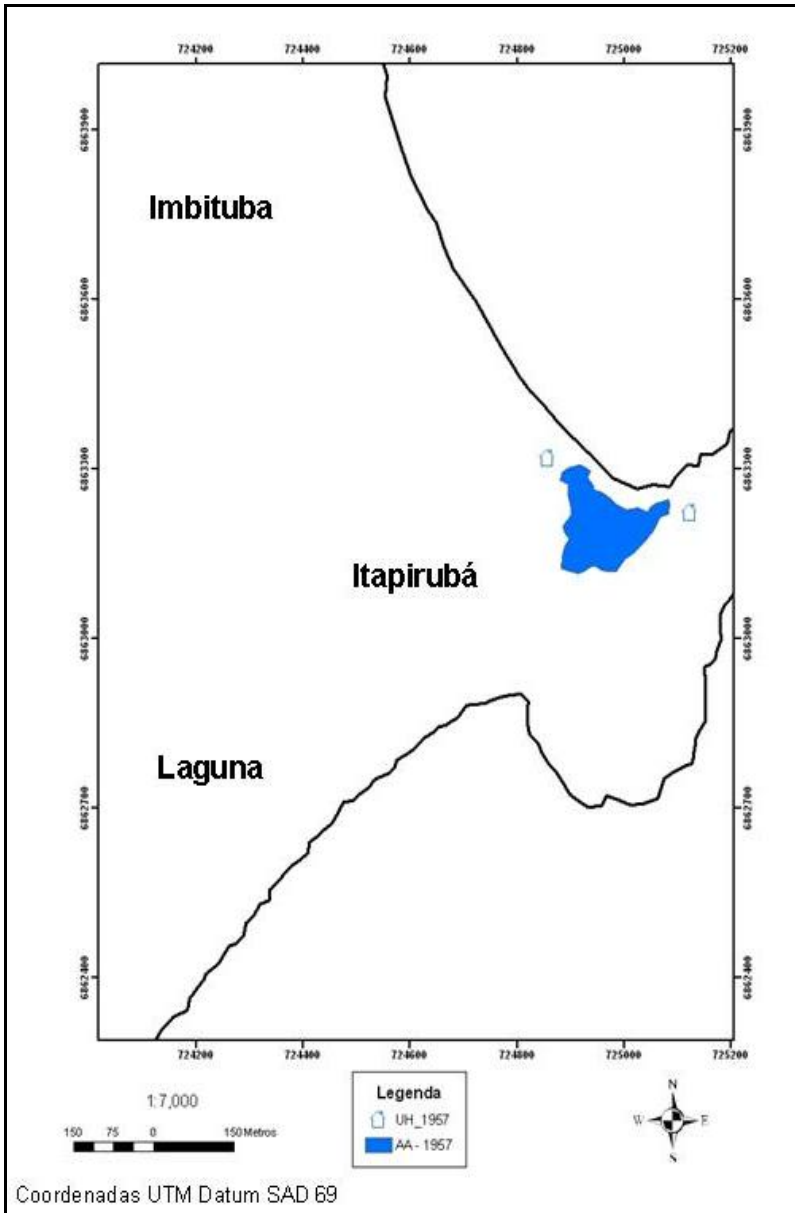 724200 724400 724600 724800 725000 725200
6863900 6863900
Imbituba
6863600 6863600
6863300 6863300
Itapirubá
6863000 6863000
Laguna
6862700 6862700
6862400 6862400
724200 724400 724600 724800 725000 725200
1:7,000
150 75 0 150 Metros
Legenda
UH_1957
AA - 1957
N
W E
S
Coordenadas UTM Datum SAD 69